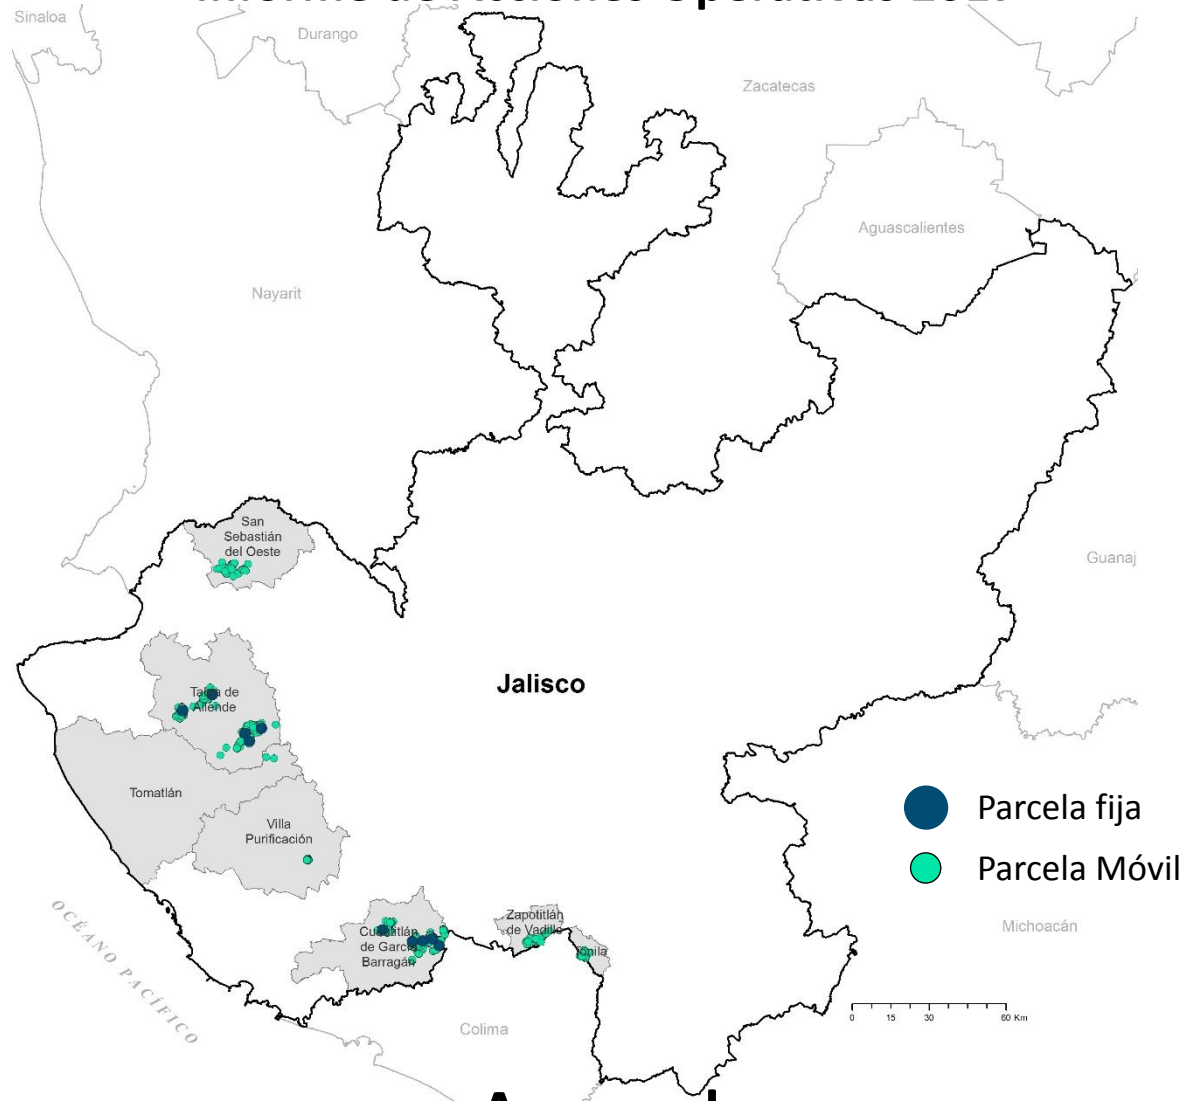 Sinaloa
Durango
Zacatecas
Aguascalientes
Nayarit
San
Sebastián
del Oeste
Guanaj
Talpa de
Allende
Jalisco
Tomatlán
Villa
Purificación
Parcela fija
Parcela Móvil
OCÉANO PACÍFICO
Cuautitlán
de García
Barragán
Zapotitlán
de Vadillo
Tonila
Michoacán
0 15 30 60 Km
Colima